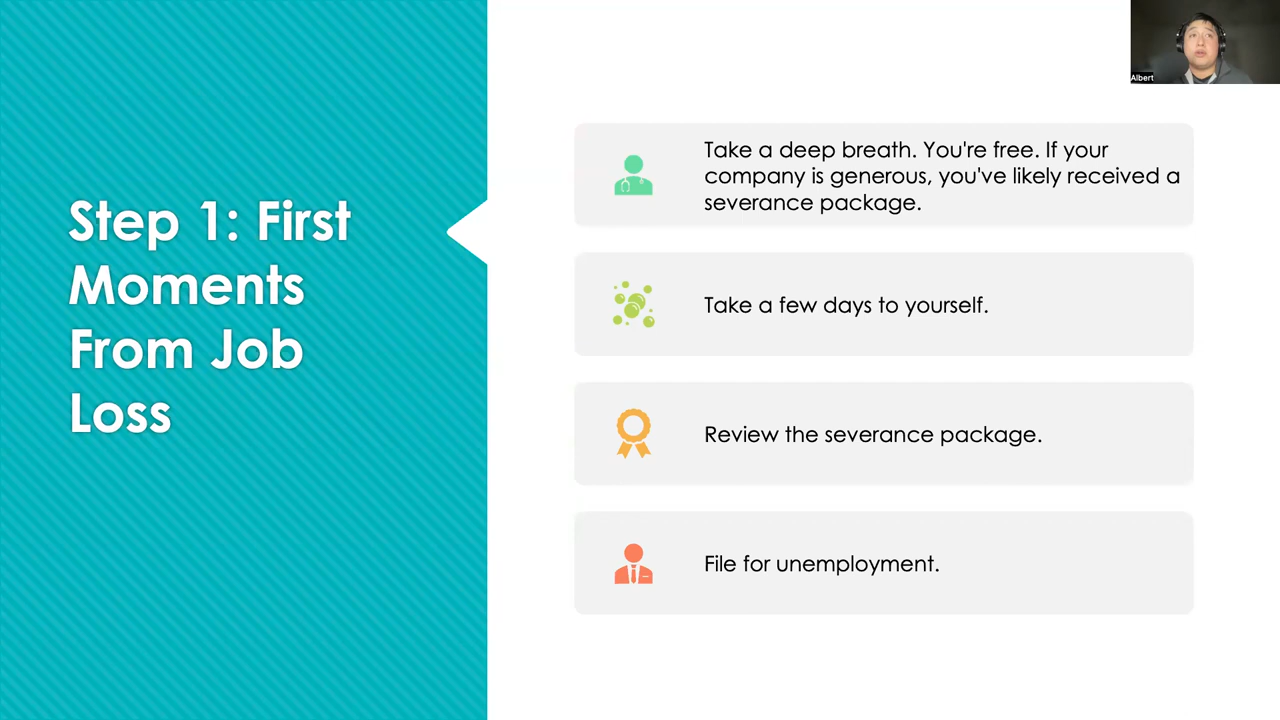 Step 1: First
Moments
From Job
Loss
Take a deep breath. You're free. If your
company is generous, you've likely received a
severance package.
Take a few days to yourself.
Review the severance package.
File for unemployment.
Albert